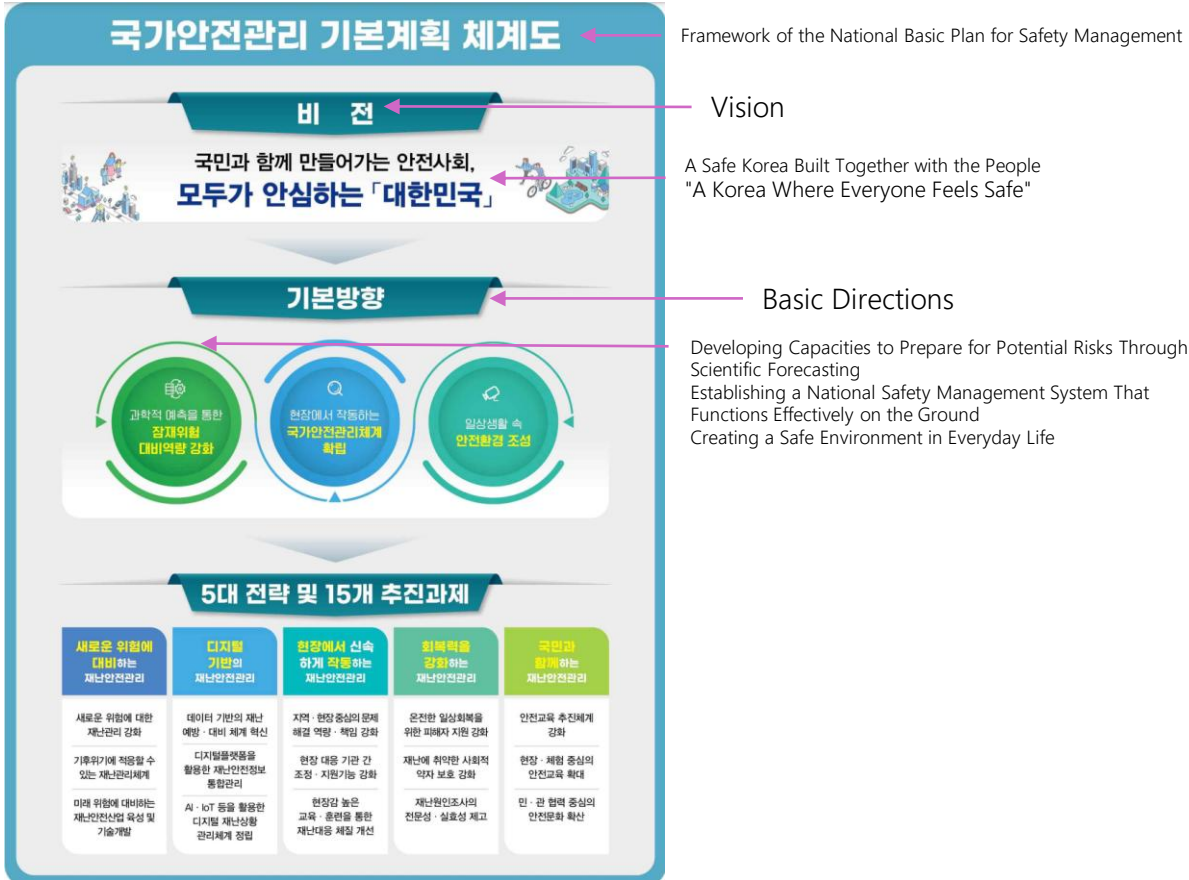 국가안전관리 기본계획 체계도
Framework of the National Basic Plan for Safety Management
비 전
Vision
국민과 함께 만들어가는 안전사회,
모두가 안심하는 「대한민국」
A Safe Korea Built Together with the People
"A Korea Where Everyone Feels Safe"
기본방향
Basic Directions
과학적 예측을 통한
잠재위험
대비역량 강화
현장에서 작동하는
국가안전관리체계
확립
일상생활 속
안전환경 조성
Developing Capacities to Prepare for Potential Risks Through
Scientific Forecasting
Establishing a National Safety Management System That
Functions Effectively on the Ground
Creating a Safe Environment in Everyday Life
5대 전략 및 15개 추진과제
새로운 위험에
대비하는
재난안전관리
새로운 위험에 대한
재난관리 강화
기후위기에 적응할 수
있는 재난관리체계
미래 위험에 대비하는
재난안전산업 육성 및
기술개발
디지털
기반의
재난안전관리
데이터 기반의 재난
예방 · 대비 체계 혁신
디지털플랫폼을
활용한 재난안전정보
통합관리
AI · IoT 등을 활용한
디지털 재난상황
관리체계 정립
현장에서 신속
하게 작동하는
재난안전관리
지역 · 현장 중심의 문제
해결 역량 · 책임 강화
현장 대응 기관 간
조정 · 지원기능 강화
현장감 높은
교육 · 훈련을 통한
재난대응 체질 개선
회복력을
강화하는
재난안전관리
온전한 일상회복을
위한 피해자 지원 강화
재난에 취약한 사회적
약자 보호 강화
재난원인조사의
전문성 · 실효성 제고
국민과
함께하는
재난안전관리
안전교육 추진체계
강화
현장 · 체험 중심의
안전교육 확대
민 · 관 협력 중심의
안전문화 확산